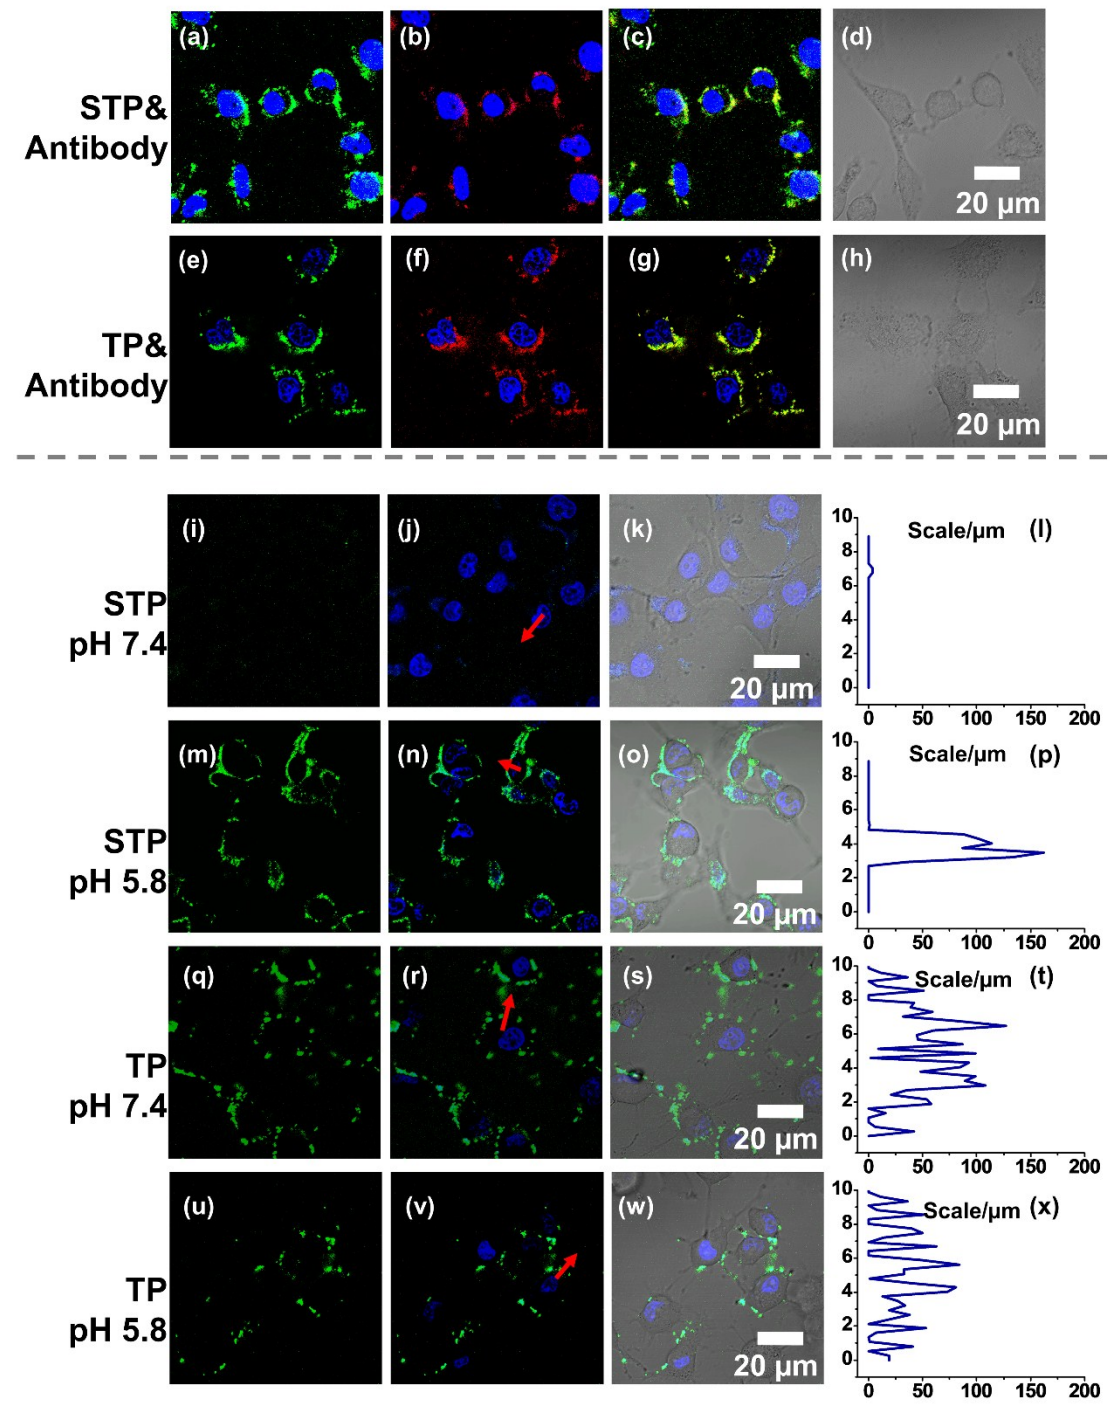 (a) (b) (c) (d)
STP&
Antibody
20 µm
(e) (f) (g) (h)
TP&
Antibody
20 µm
(i) (j) (k) Scale/µm (l)
10
8
6
4
2
0
STP
pH 7.4
20 µm
0 50 100 150 200
(m) (n) (o) Scale/µm (p)
10
8
6
4
2
0
STP
pH 5.8
20 µm
0 50 100 150 200
(q) (r) (s) Scale/µm (t)
10
8
6
4
2
0
TP
pH 7.4
20 µm
0 50 100 150 200
(u) (v) (w) Scale/µm (x)
10
8
6
4
2
0
TP
pH 5.8
20 µm
0 50 100 150 200